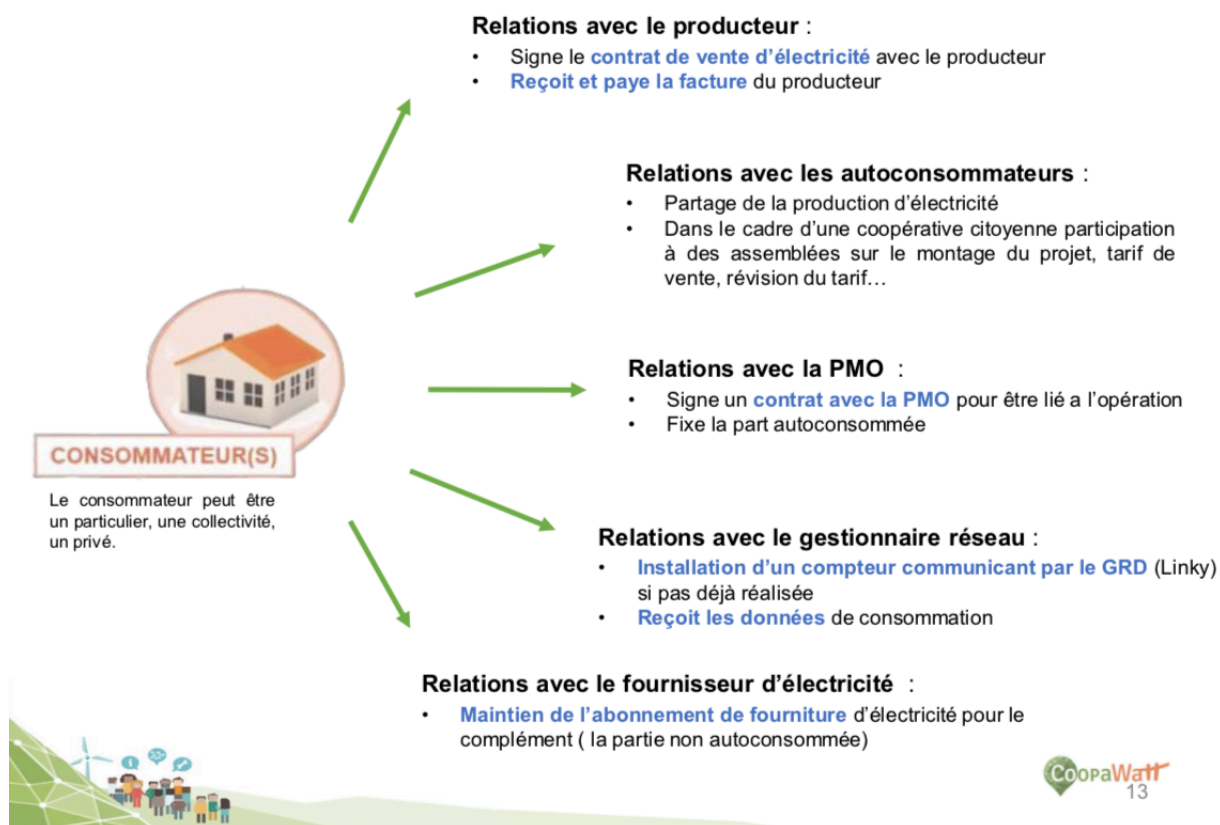 Relations avec le producteur :
• Signe le contrat de vente d'électricité avec le producteur
• Reçoit et paye la facture du producteur
Relations avec les autoconsommateurs :
• Partage de la production d'électricité
• Dans le cadre d'une coopérative citoyenne participation
à des assemblées sur le montage du projet, tarif de
vente, révision du tarif…
CONSOMMATEUR(S)
Le consommateur peut être
un particulier, une collectivité,
un privé.
Relations avec la PMO :
• Signe un contrat avec la PMO pour être lié a l'opération
• Fixe la part autoconsommée
Relations avec le gestionnaire réseau :
• Installation d'un compteur communicant par le GRD (Linky)
si pas déjà réalisée
• Reçoit les données de consommation
Relations avec le fournisseur d'électricité :
• Maintien de l'abonnement de fourniture d'électricité pour le
complément ( la partie non autoconsommée)
CoopaWatt
13